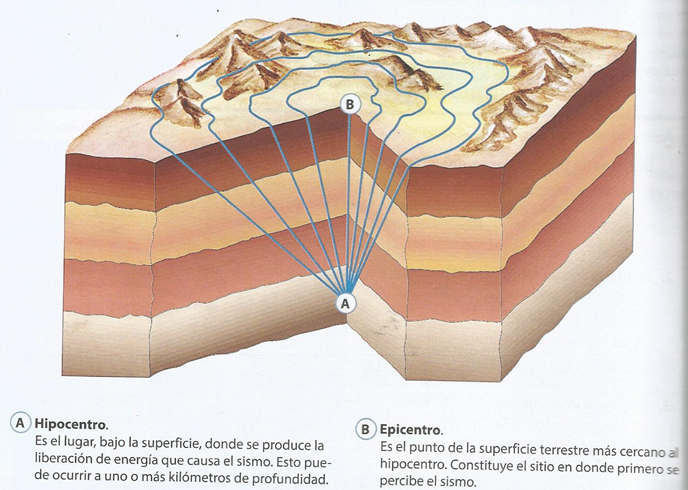 B
A
A Hipocentro.
Es el lugar, bajo la superficie, donde se produce la
liberación de energía que causa el sismo. Esto pue-
de ocurrir a uno o más kilómetros de profundidad.
B Epicentro.
Es el punto de la superficie terrestre más cercano al
hipocentro. Constituye el sitio en donde primero se
percibe el sismo.